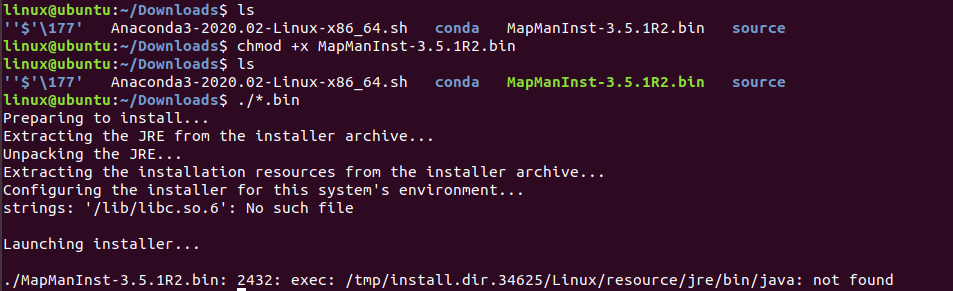 linux@ubuntu:~/Downloads$ ls
''$'\177'   Anaconda3-2020.02-Linux-x86_64.sh   conda   MapManInst-3.5.1R2.bin   source
linux@ubuntu:~/Downloads$ chmod +x MapManInst-3.5.1R2.bin
linux@ubuntu:~/Downloads$ ls
''$'\177'   Anaconda3-2020.02-Linux-x86_64.sh   conda   MapManInst-3.5.1R2.bin   source
linux@ubuntu:~/Downloads$ ./*.bin
Preparing to install...
Extracting the JRE from the installer archive...
Unpacking the JRE...
Extracting the installation resources from the installer archive...
Configuring the installer for this system's environment...
strings: '/lib/libc.so.6': No such file
Launching installer...
./MapManInst-3.5.1R2.bin: 2432: exec: /tmp/install.dir.34625/Linux/resource/jre/bin/java: not found